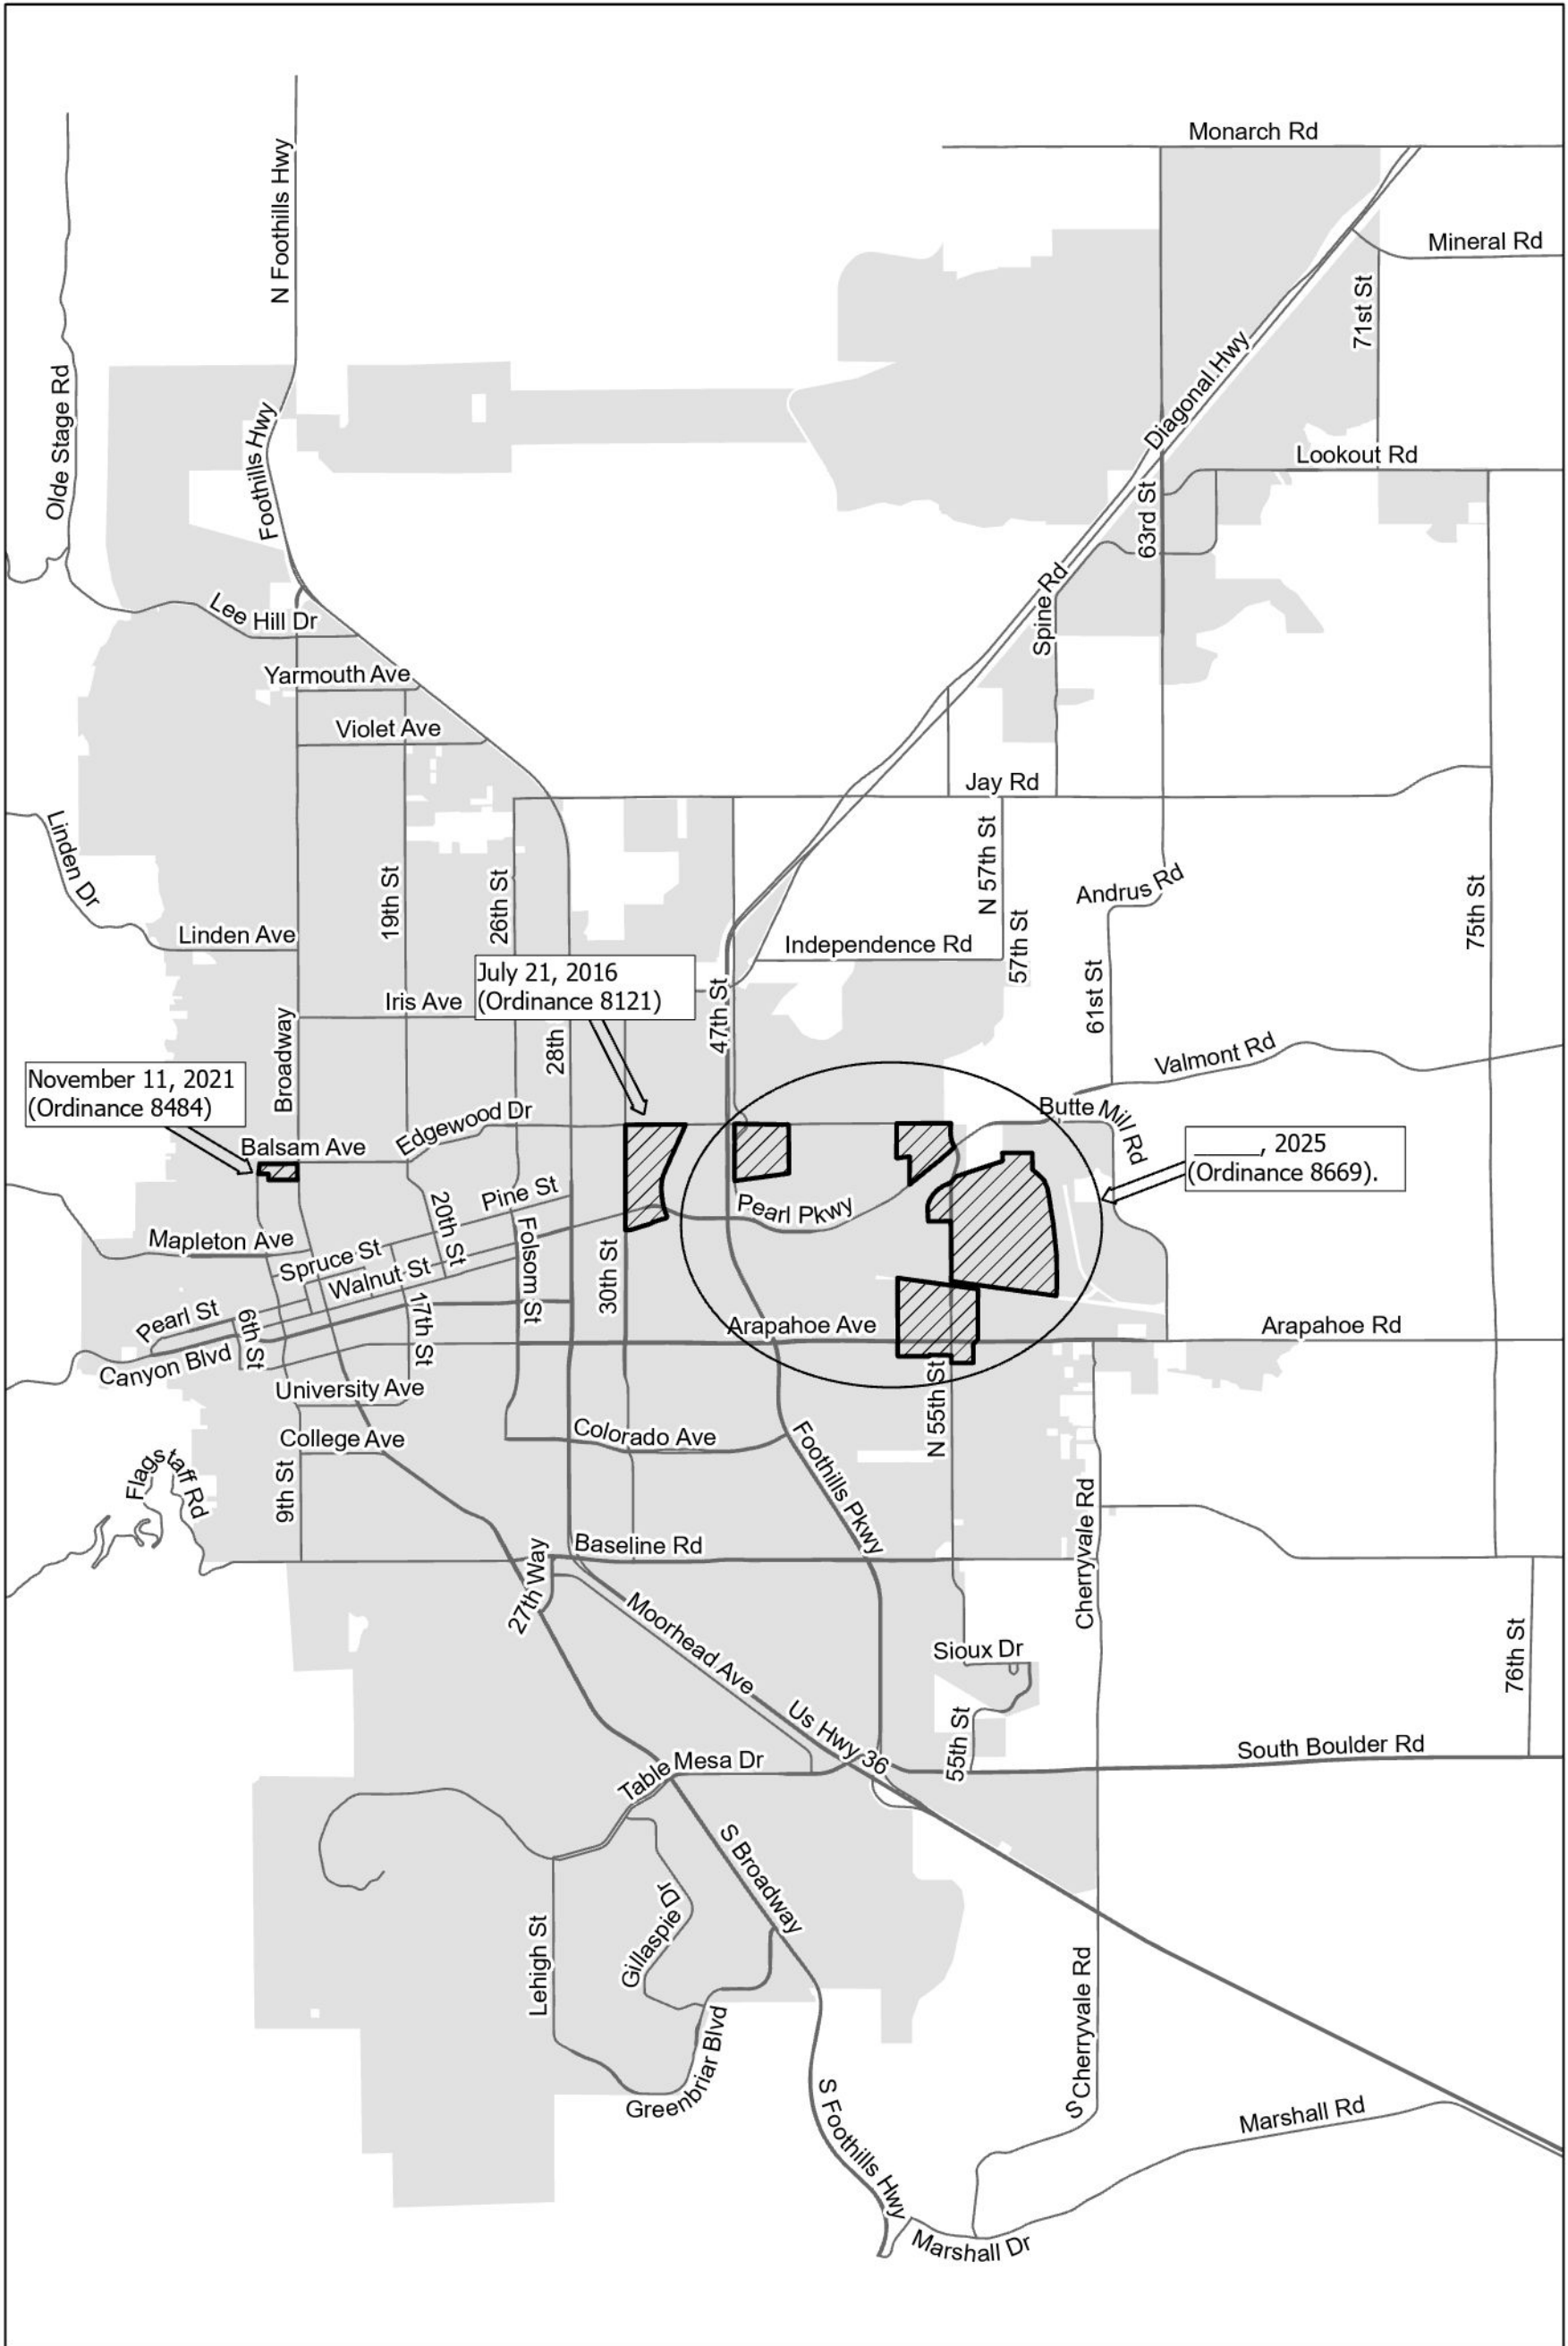 Monarch Rd
N Foothills Hwy
Mineral Rd
71st St
Olde Stage Rd
Diagonal Hwy
Foothills Hwy
Lookout Rd
63rd St
Spine Rd
Lee Hill Dr
Yarmouth Ave
Violet Ave
Jay Rd
Linden Dr
N 57th St
Andrus Rd
19th St
26th St
75th St
57th St
Linden Ave
Independence Rd
July 21, 2016
(Ordinance 8121)
61st St
Iris Ave
47th St
Broadway
28th
Valmont Rd
November 11, 2021
(Ordinance 8484)
Edgewood Dr
Butte Mill Rd
Balsam Ave
_____, 2025
(Ordinance 8669).
Pine St
20th St
Pearl Pkwy
Folsom St
Mapleton Ave
Spruce St
Walnut St
30th St
Pearl St
6th St
17th St
Arapahoe Ave
Arapahoe Rd
Canyon Blvd
University Ave
N 55th St
College Ave
Colorado Ave
Foothills Pkwy
Flagstaff Rd
9th St
Cherryvale Rd
Baseline Rd
27th Way
Moorhead Ave
Sioux Dr
76th St
Us Hwy 36
55th St
South Boulder Rd
Table Mesa Dr
S Broadway
Gillaspie Dr
Lehigh St
S Cherryvale Rd
Greenbriar Blvd
S Foothills Hwy
Marshall Rd
Marshall Dr